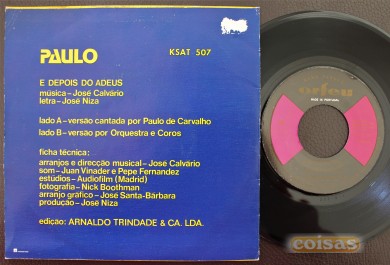 PAULO
KSAT 507
E DEPOIS DO ADEUS
música – José Calvário
letra – José Niza
lado A – versão cantada por Paulo de Carvalho
lado B – versão por Orquestra e Coros
ficha técnica:
arranjos e direcção musical – José Calvário
som – Juan Vinader e Pepe Fernandez
estúdios – Audiofilm (Madrid)
fotografia – Nick Boothman
arranjo gráfico – José Santa-Bárbara
produção – José Niza
edição: ARNALDO TRINDADE & CA. LDA.
orfeu
MADE IN PORTUGAL
coisas